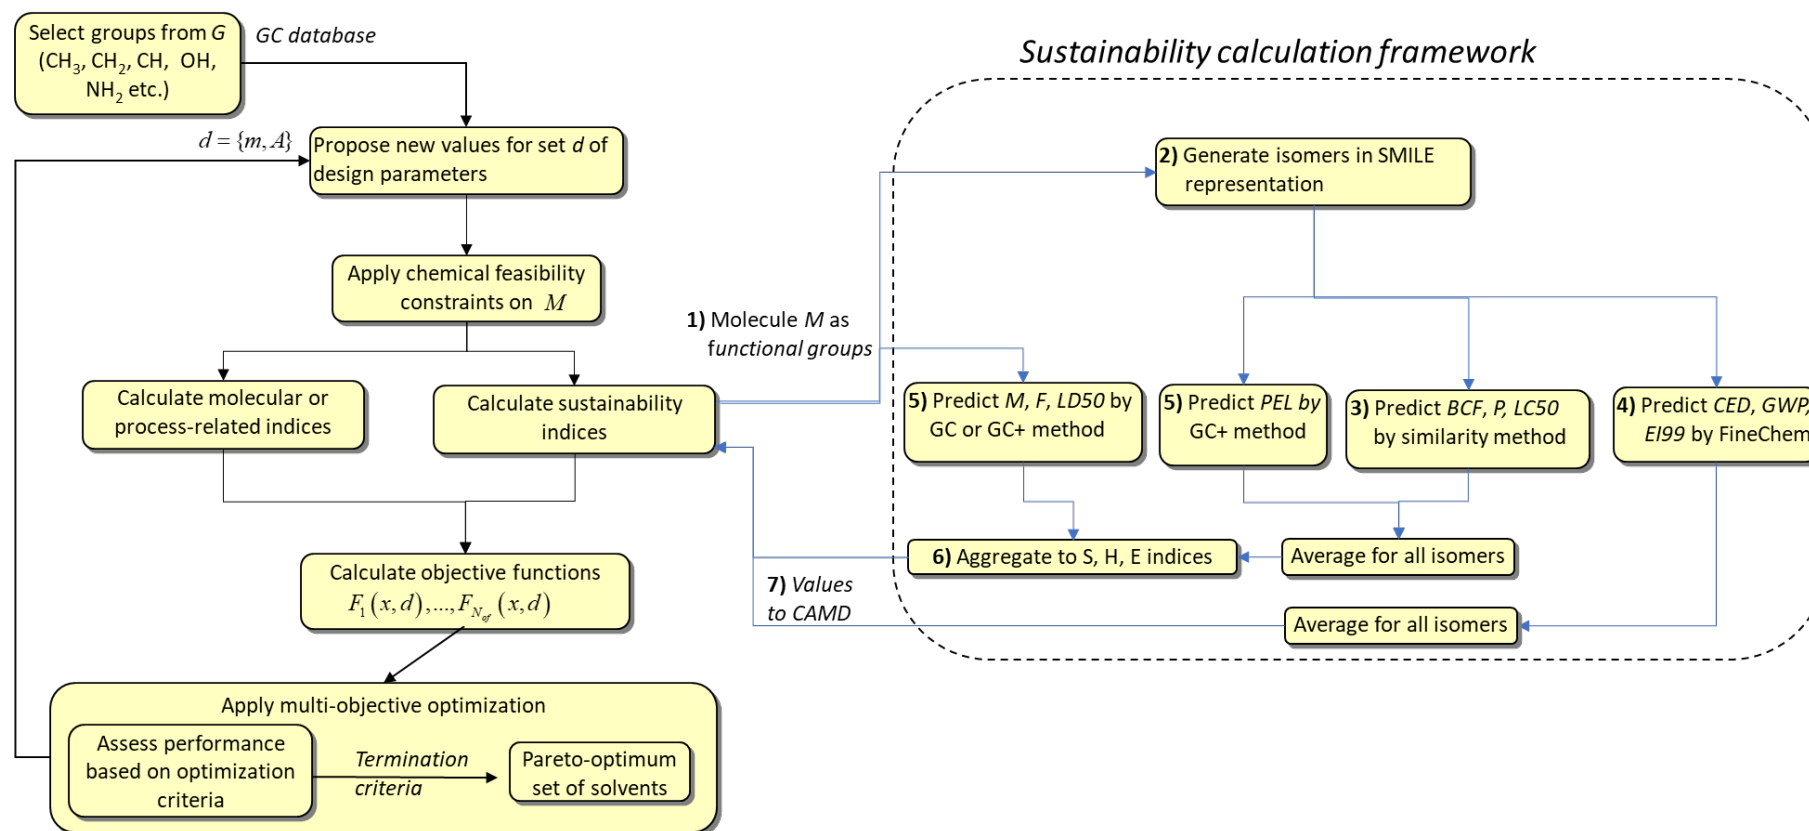 Select groups from G
(CH3, CH2, CH, OH,
NH2 etc.)
GC database
d = {m, A}
Propose new values for set d of
design parameters
Apply chemical feasibility
constraints on M
Calculate molecular or
process-related indices
Calculate sustainability
indices
Calculate objective functions
F1(x,d),...,FNof(x,d)
Apply multi-objective optimization
Assess performance
based on optimization
criteria
Termination
criteria
Pareto-optimum
set of solvents
Sustainability calculation framework
1) Molecule M as
functional groups
2) Generate isomers in SMILE
representation
5) Predict M, F, LD50 by
GC or GC+ method
5) Predict PEL by
GC+ method
3) Predict BCF, P, LC50
by similarity method
4) Predict CED, GWP,
EI99 by FineChem
6) Aggregate to S, H, E indices
Average for all isomers
7) Values
to CAMD
Average for all isomers